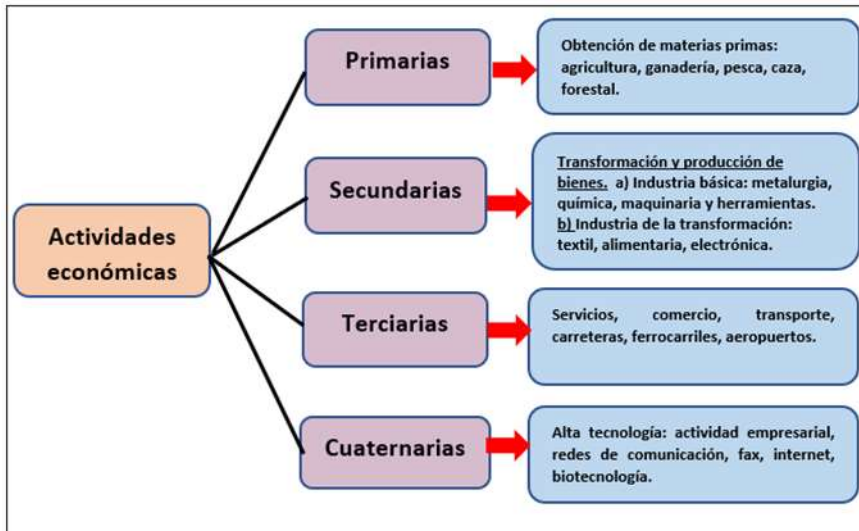 Actividades
económicas
Primarias
Obtención de materias primas:
agricultura, ganadería, pesca, caza,
forestal.
Secundarias
Transformación y producción de
bienes. a) Industria básica: metalurgia,
química, maquinaria y herramientas.
b) Industria de la transformación:
textil, alimentaria, electrónica.
Terciarias
Servicios, comercio, transporte,
carreteras, ferrocarriles, aeropuertos.
Cuaternarias
Alta tecnología: actividad empresarial,
redes de comunicación, fax, internet,
biotecnología.